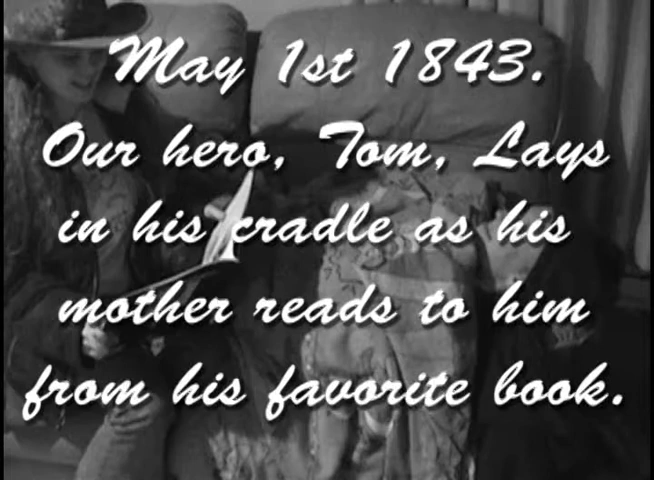 May 1st 1843.
Our hero, Tom, Lays
in his cradle as his
mother reads to him
from his favorite book.